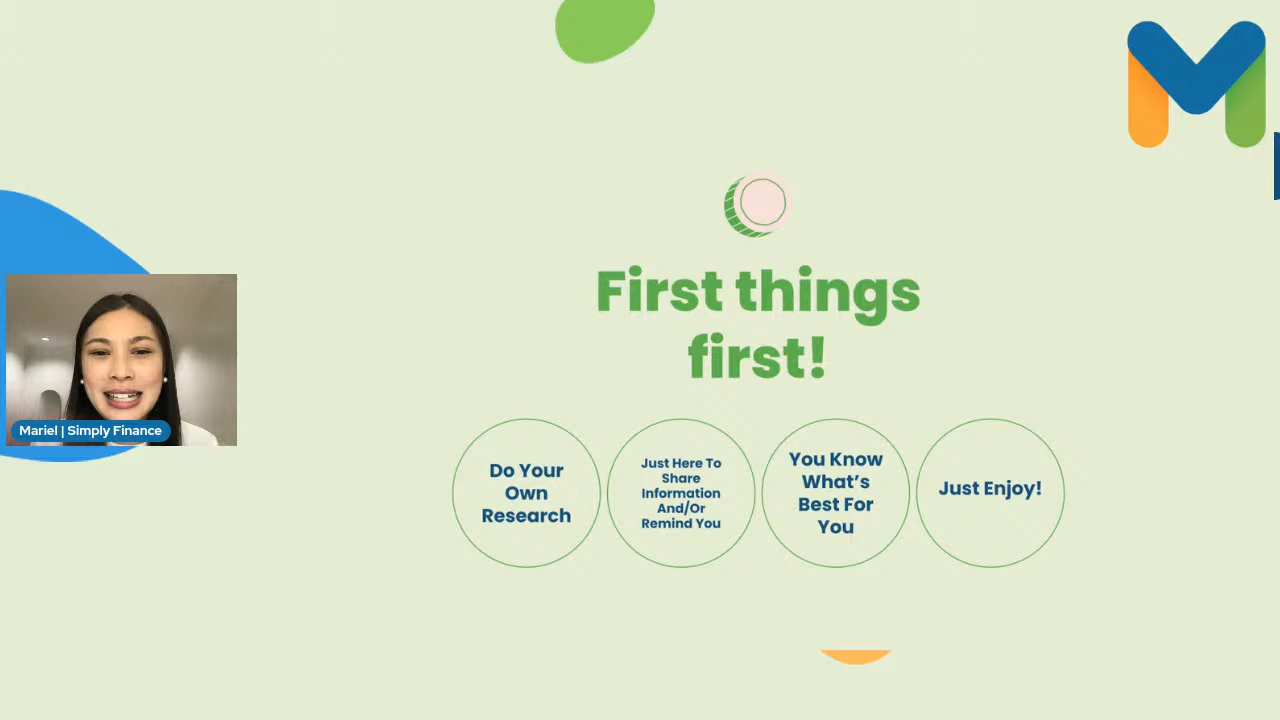 First things
first!
Do Your
Own
Research
Just Here To
Share
Information
And/Or
Remind You
You Know
What's
Best For
You
Just Enjoy!
Mariel | Simply Finance